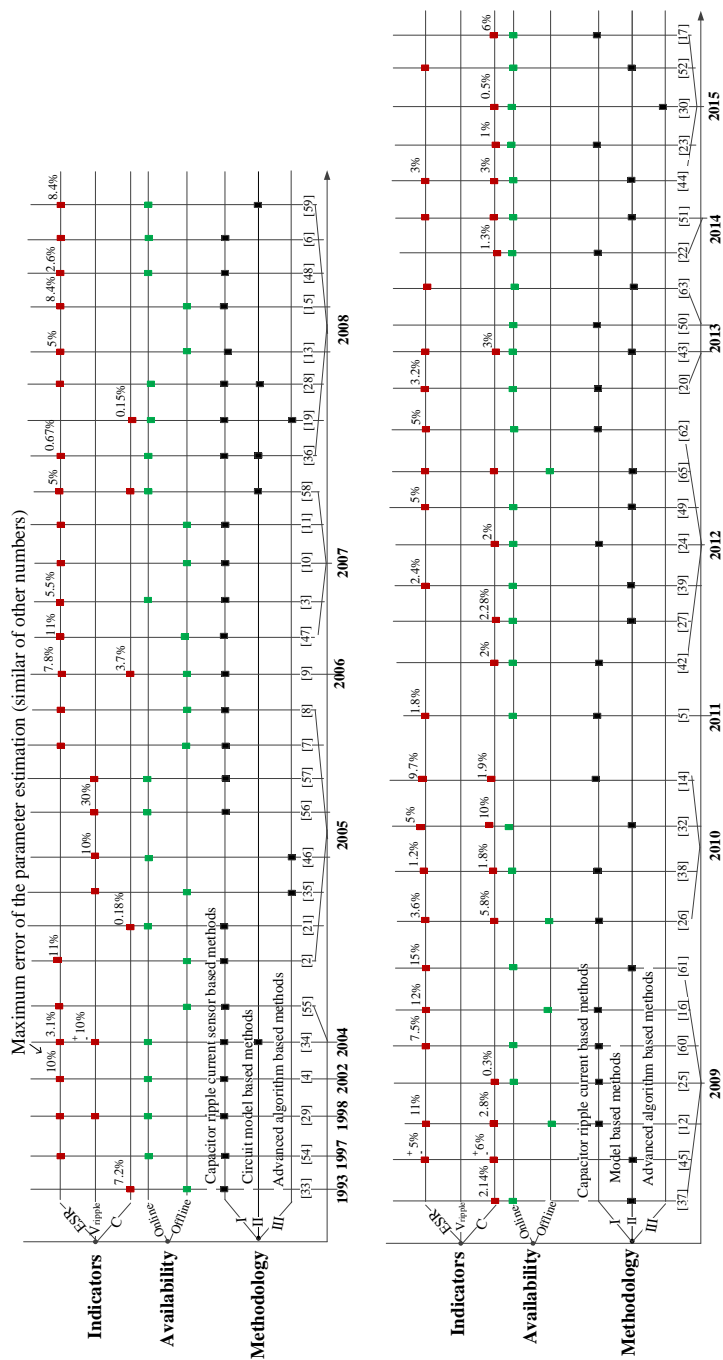 Maximum error of the parameter estimation (similar of other numbers)
ESR 10% 3.1% 11% 7.8% 11% 5.5% 5% 0.67% 5% 8.4% 2.6% 8.4%
Indicators
Vripple +-10% 10% 30%
C 7.2% 0.18% 3.7% 0.15%
Online
Availability
Offline
Capacitor ripple current sensor based methods
I
Methodology
II
Circuit model based methods
III
Advanced algorithm based methods
[33] [54] [29] [4] [34] [55] [2] [21] [35] [46] [56] [57] [7] [8] [9] [47] [3] [10] [11] [58] [36] [19] [28] [13] [15] [48] [6] [59]
1993 1997 1998 2002 2004 2005 2006 2007 2008
ESR +-5% 11% 7.5% 12% 15% 3.6% 1.2% 5% 9.7% 1.8% 2.4% 5% 5% 3.2% 3%
Indicators
Vripple
C 2.14% +-6% 2.8% 0.3% 5.8% 1.8% 10% 1.9% 2% 2.28% 2% 3% 1.3% 3% 1% 0.5% 6%
Online
Availability
Offline
Capacitor ripple current based methods
I
Methodology
II
Model based methods
III
Advanced algorithm based methods
[37] [45] [12] [25] [60] [16] [61] [26] [38] [32] [14] [5] [42] [27] [39] [24] [49] [65] [62] [20] [43] [50] [63] [22] [51] [44] [23] [30] [52] [17]
2009 2010 2011 2012 2013 2014 2015